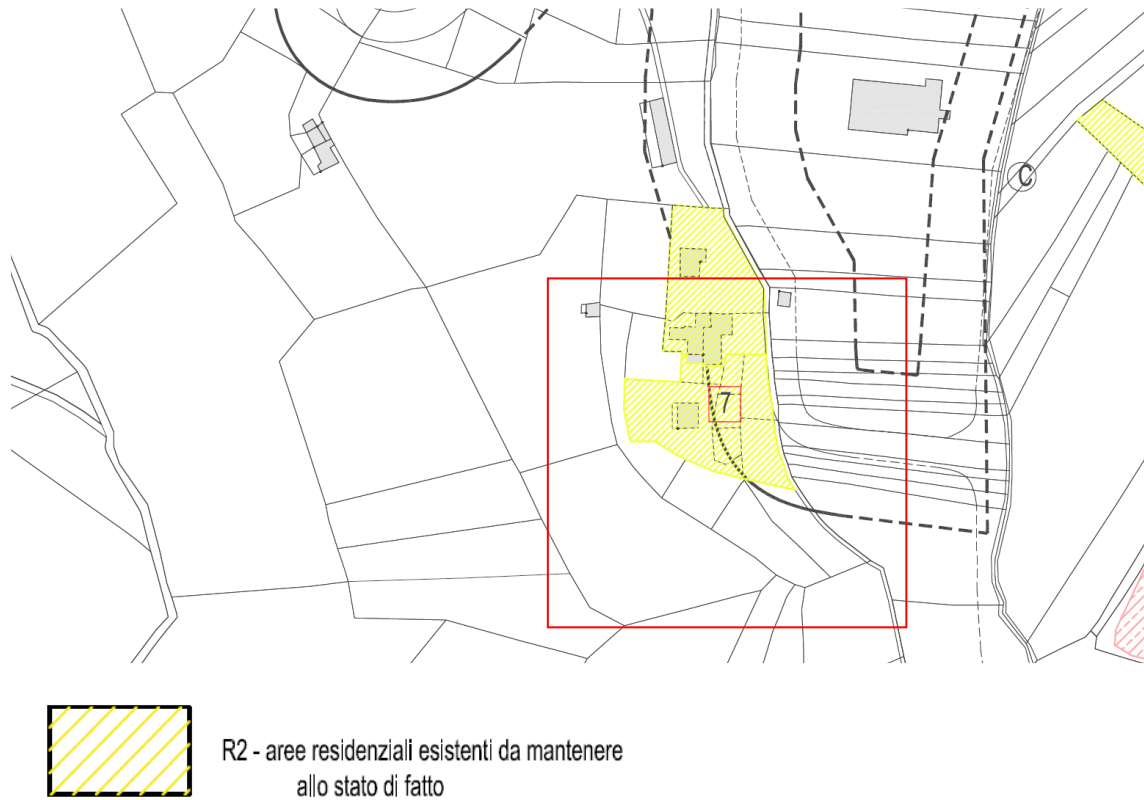 C
7
R2 - aree residenziali esistenti da mantenere
allo stato di fatto